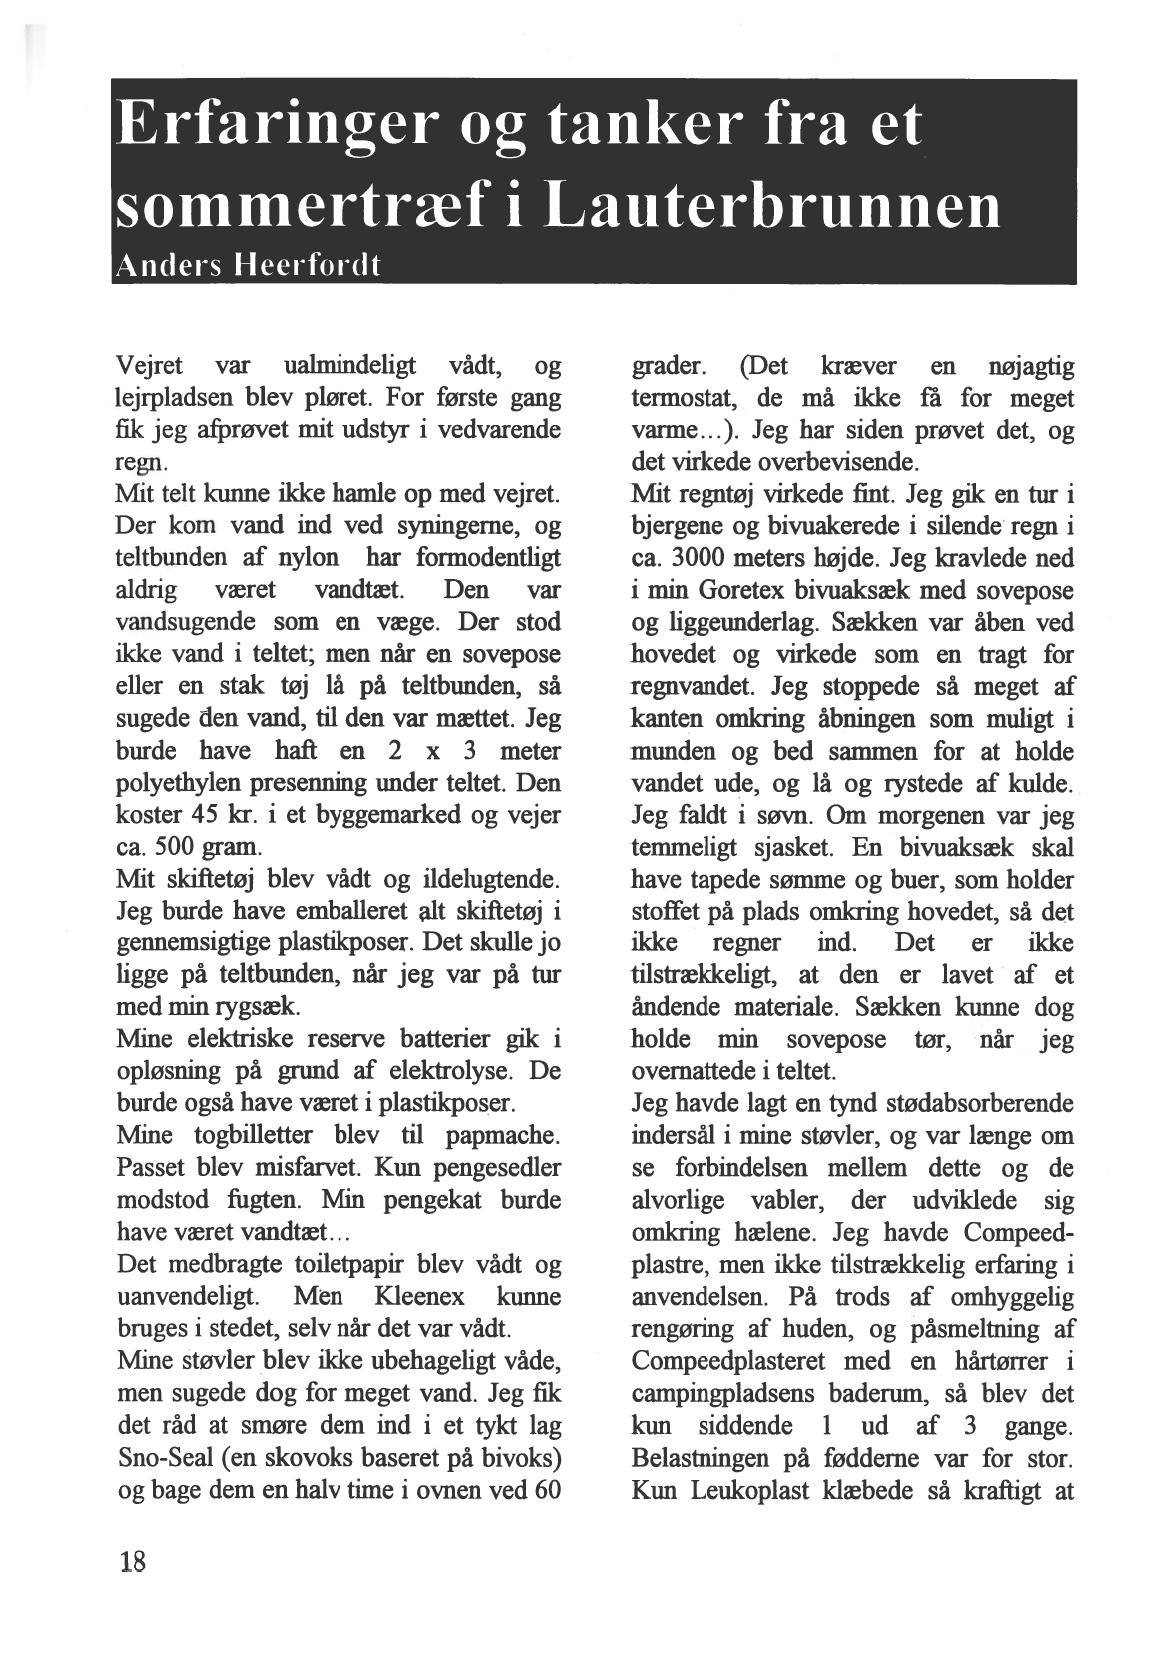 Erfaringer og tanker fra et
sommertræf i Lauterbrunnen
Anders Heerfordt
Vejret var ualmindeligt vådt, og
lejrpladsen blev pløret. For første gang
fik jeg afprøvet mit udstyr i vedvarende
regn.
Mit telt kunne ikke hamle op med vejret.
Der kom vand ind ved syningerne, og
teltbunden af nylon har formodentligt
aldrig været vandtæt. Den var
vandsugende som en væge. Der stod
ikke vand i teltet; men når en sovepose
eller en stak tøj lå på teltbunden, så
sugede den vand, til den var mættet. Jeg
burde have haft en 2 x 3 meter
polyethylen presenning under teltet. Den
koster 45 kr. i et byggemarked og vejer
ca. 500 gram.
Mit skiftetøj blev vådt og ildelugtende.
Jeg burde have emballeret alt skiftetøj i
gennemsigtige plastikposer. Det skulle jo
ligge på teltbunden, når jeg var på tur
med min rygsæk.
Mine elektriske reserve batterier gik i
opløsning på grund af elektrolyse. De
burde også have været i plastikposer.
Mine togbilletter blev til papmache.
Passet blev misfarvet. Kun pengesedler
modstod fugten. Min pengekat burde
have været vandtæt...
Det medbragte toiletpapir blev vådt og
uanvendeligt. Men Kleenex kunne
bruges i stedet, selv når det var vådt.
Mine støvler blev ikke ubehageligt våde,
men sugede dog for meget vand. Jeg fik
det råd at smøre dem ind i et tykt lag
Sno-Seal (en skovoks baseret på bivoks)
og bage dem en halv time i ovnen ved 60
grader. (Det kræver en nøjagtig
termostat, de må ikke få for meget
varme...). Jeg har siden prøvet det, og
det virkede overbevisende.
Mit regntøj virkede fint. Jeg gik en tur i
bjergene og bivuakerede i silende regn i
ca. 3000 meters højde. Jeg kravlede ned
i min Goretex bivuaksæk med sovepose
og liggeunderlag. Sækken var åben ved
hovedet og virkede som en tragt for
regnvandet. Jeg stoppede så meget af
kanten omkring åbningen som muligt i
munden og bed sammen for at holde
vandet ude, og lå og rystede af kulde.
Jeg faldt i søvn. Om morgenen var jeg
temmeligt sjasket. En bivuaksæk skal
have tapede sømme og buer, som holder
stoffet på plads omkring hovedet, så det
ikke regner ind. Det er ikke
tilstrækkeligt, at den er lavet af et
åndende materiale. Sækken kunne dog
holde min sovepose tør, når jeg
overnattede i teltet.
Jeg havde lagt en tynd stødabsorberende
indersål i mine støvler, og var længe om
se forbindelsen mellem dette og de
alvorlige vabler, der udviklede sig
omkring hælene. Jeg havde Compeed-
plastre, men ikke tilstrækkelig erfaring i
anvendelsen. På trods af omhyggelig
rengøring af huden, og påsmeltning af
Compeedplasteret med en hårtørrer i
campingpladsens baderum, så blev det
kun siddende 1 ud af 3 gange.
Belastningen på fødderne var for stor.
Kun Leukoplast klæbede så kraftigt at
18